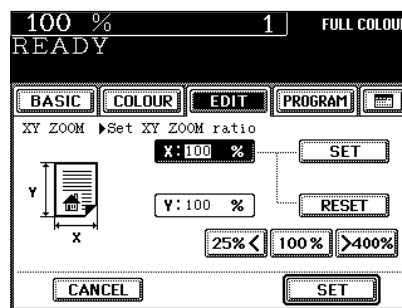 100 % 1 FULL COLOUR
READY
BASIC COLOUR EDIT PROGRAM
XY ZOOM ▶Set XY ZOOM ratio
X:100 % SET
Y
Y:100 % RESET
X
25%< 100 % >400%
CANCEL SET